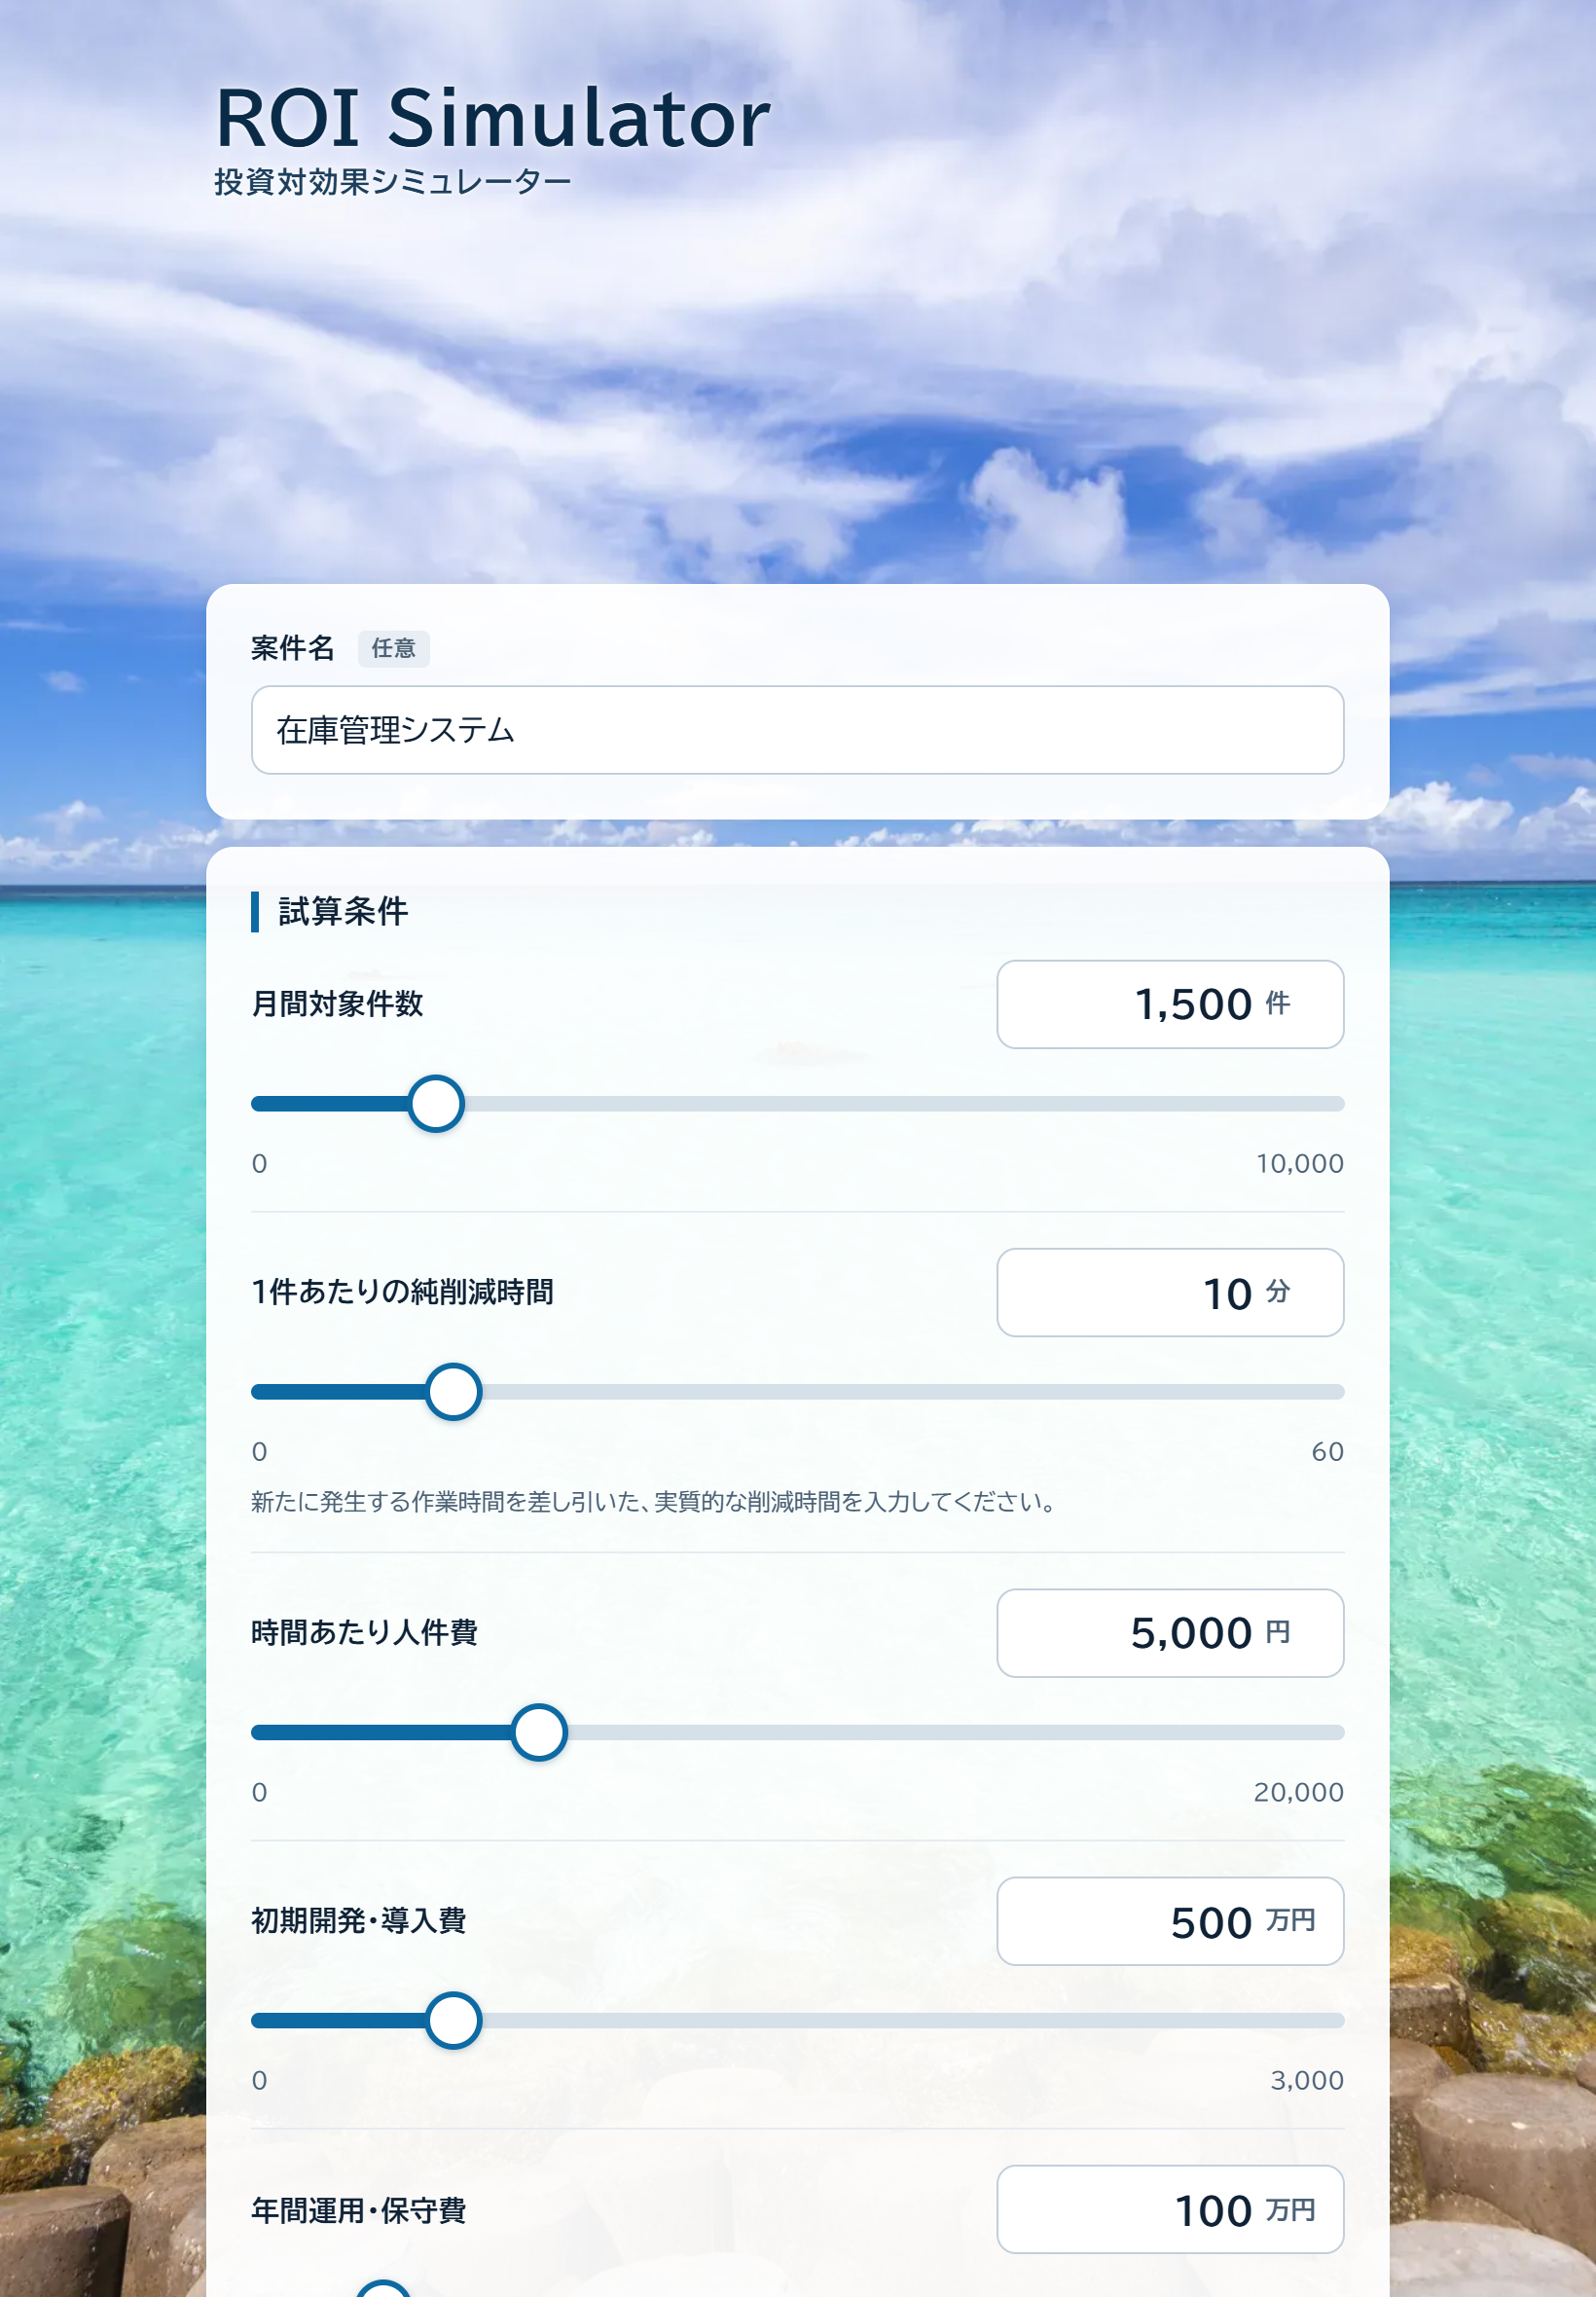 ROI Simulator
投資対効果シミュレーター
案件名 任意
在庫管理システム
試算条件
月間対象件数 1,500 件
0 10,000
1件あたりの純削減時間 10 分
0 60
新たに発生する作業時間を差し引いた、実質的な削減時間を入力してください。
時間あたり人件費 5,000 円
0 20,000
初期開発・導入費 500 万円
0 3,000
年間運用・保守費 100 万円